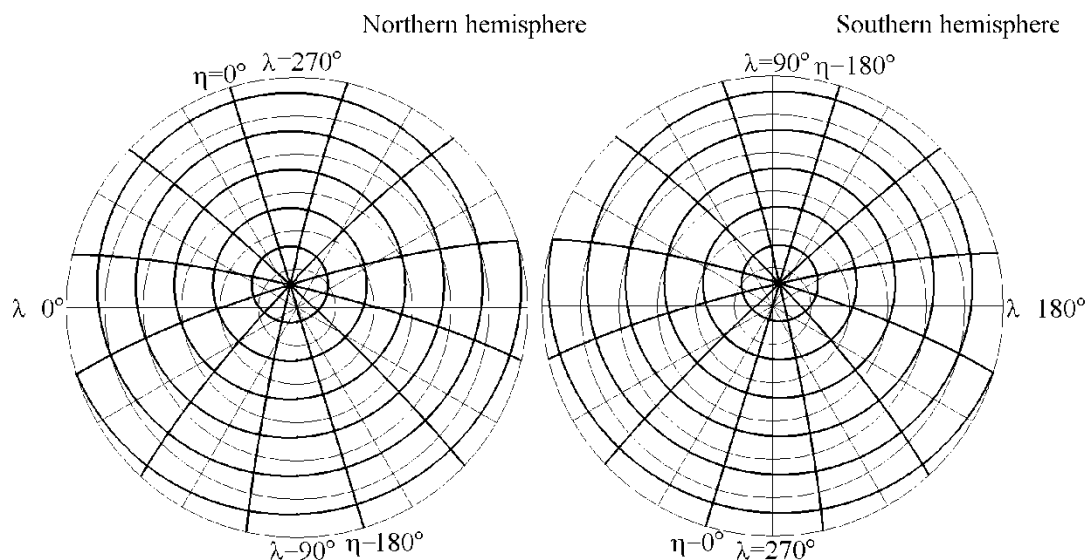 Northern hemisphere
Southern hemisphere
η=0°
λ−270°
λ=90°
η−180°
λ 0°
λ 180°
λ−90°
η−180°
η−0°
λ=270°